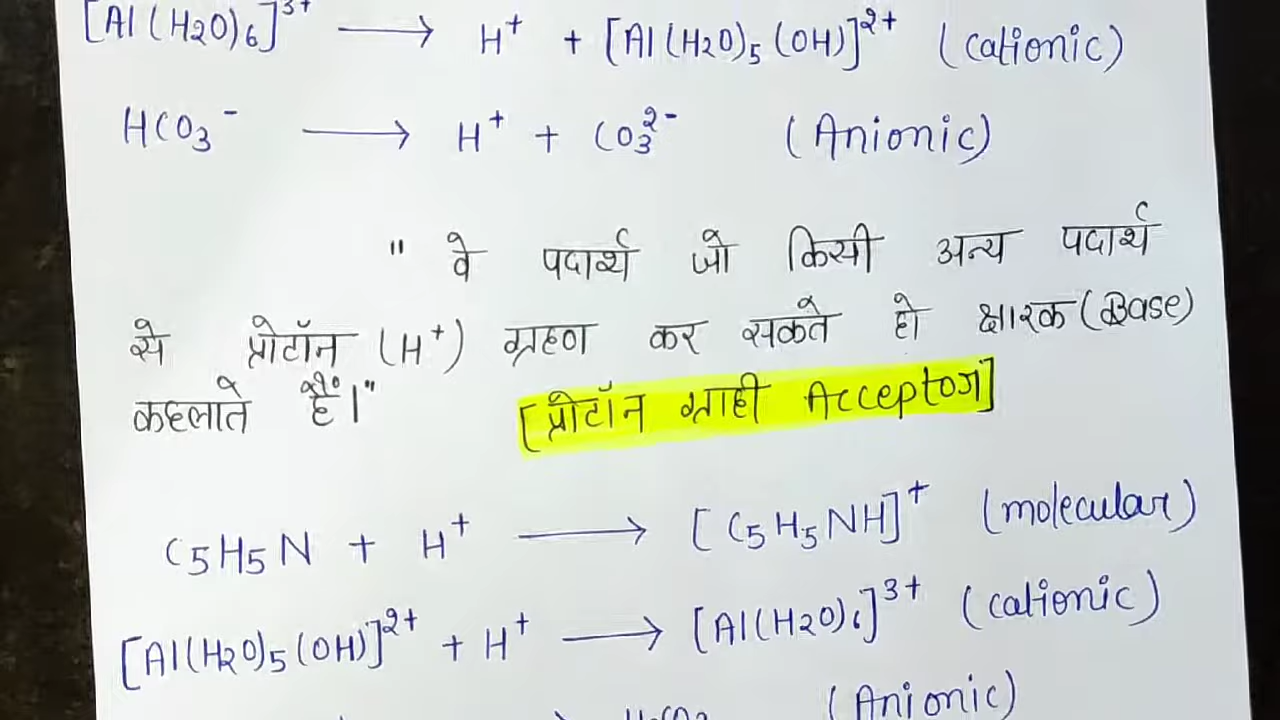 [Al(H2O)6]³⁺ ⟶ H⁺ + [Al(H2O)5(OH)]²⁺ (Cationic)
HCO3⁻ ⟶ H⁺ + CO3²⁻ (Anionic)
" वे पदार्थ जो किसी अन्य पदार्थ
से प्रोटॉन (H⁺) ग्रहण कर सकते हो क्षारक (Base)
कहलाते हैं।" [प्रोटॉन ग्राही Acceptor]
C5H5N + H⁺ ⟶ [C5H5NH]⁺ (molecular)
[Al(H2O)5(OH)]²⁺ + H⁺ ⟶ [Al(H2O)6]³⁺ (Cationic)
(Anionic)